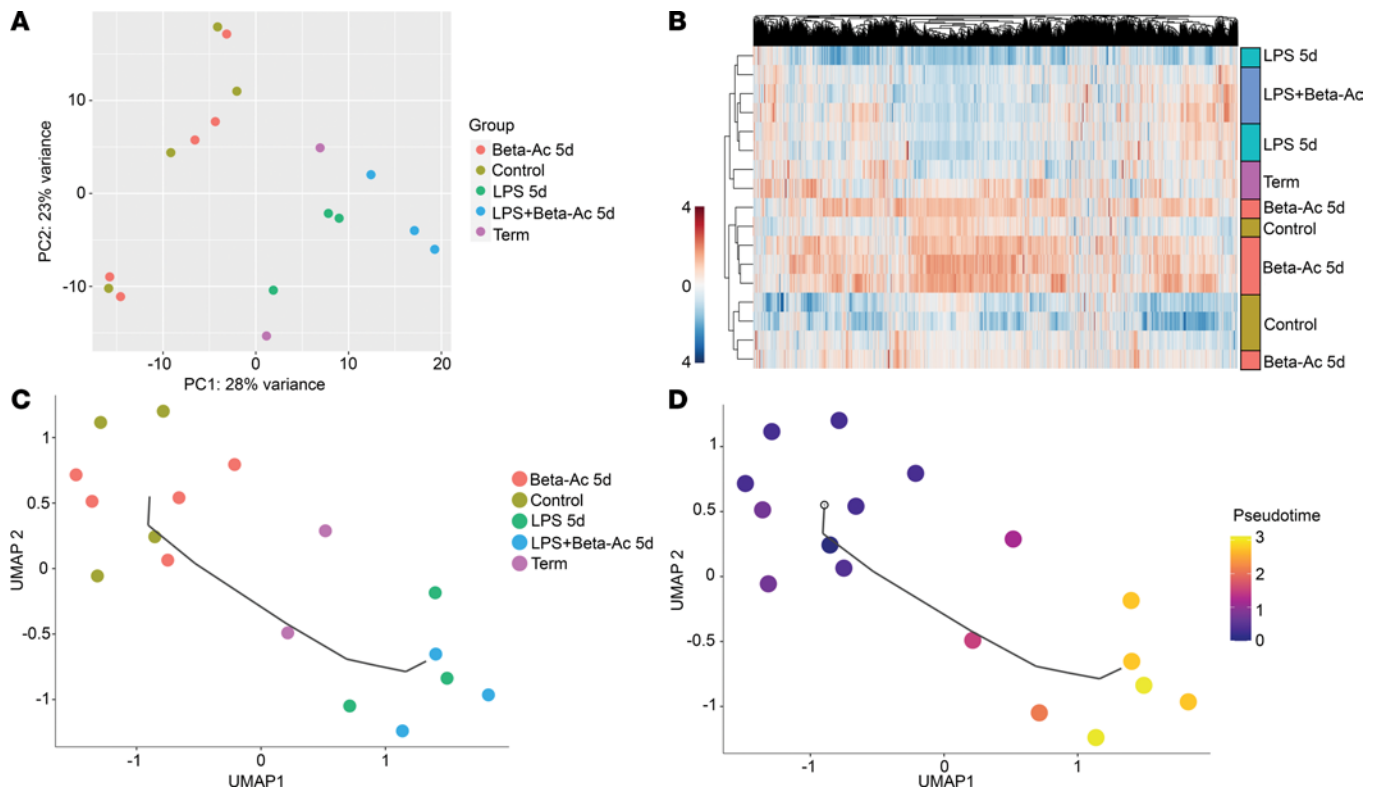 A
10
0
-10
PC2: 23% variance
-10
0
10
20
PC1: 28% variance
Group
Beta-Ac 5d
Control
LPS 5d
LPS+Beta-Ac 5d
Term
B
4
0
4
LPS 5d
LPS+Beta-Ac
LPS 5d
Term
Beta-Ac 5d
Control
Beta-Ac 5d
Control
Beta-Ac 5d
C
1
0.5
0
-0.5
-1
UMAP 2
-1
0
1
UMAP1
Beta-Ac 5d
Control
LPS 5d
LPS+Beta-Ac 5d
Term
D
1
0.5
0
-0.5
-1
UMAP 2
-1
0
1
UMAP1
Pseudotime
3
2
1
0